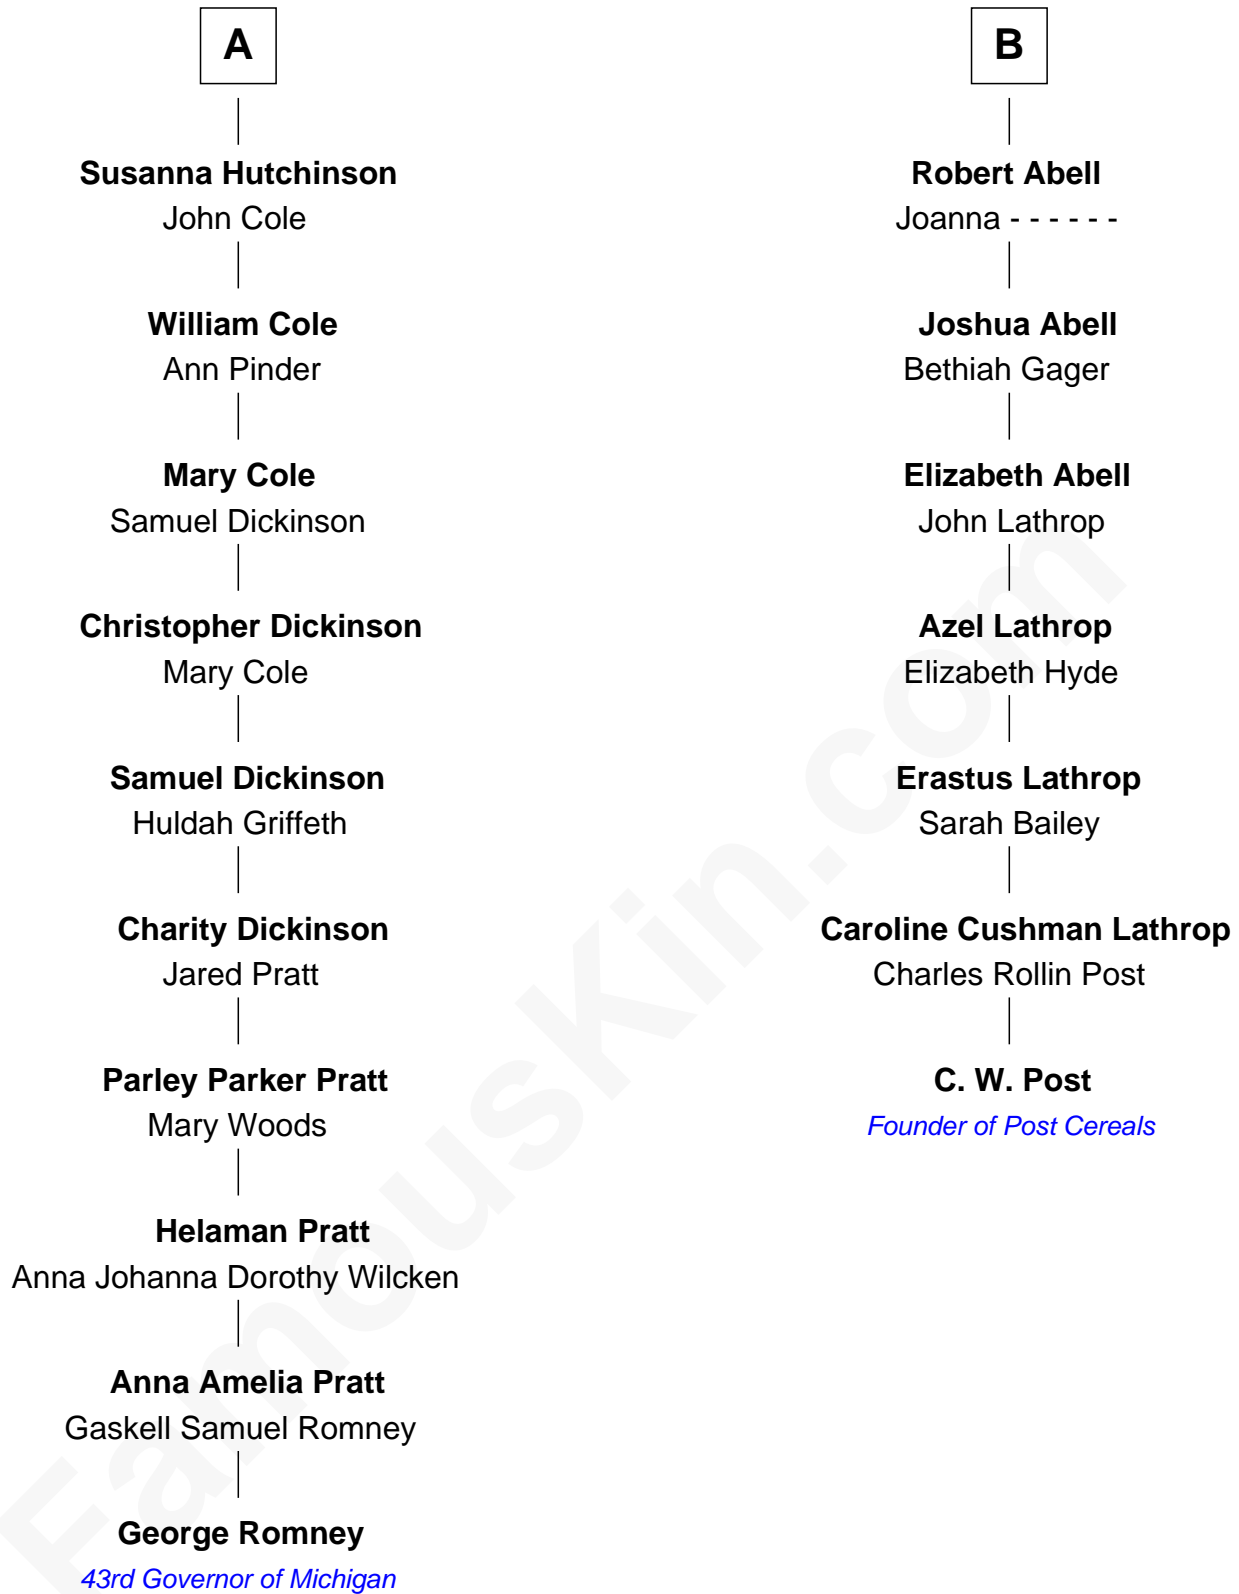 A
Susanna Hutchinson
John Cole
William Cole
Ann Pinder
Mary Cole
Samuel Dickinson
Christopher Dickinson
Mary Cole
Samuel Dickinson
Huldah Griffeth
Charity Dickinson
Jared Pratt
Parley Parker Pratt
Mary Woods
Helaman Pratt
Anna Johanna Dorothy Wilcken
Anna Amelia Pratt
Gaskell Samuel Romney
George Romney
43rd Governor of Michigan
B
Robert Abell
Joanna - - - - - -
Joshua Abell
Bethiah Gager
Elizabeth Abell
John Lathrop
Azel Lathrop
Elizabeth Hyde
Erastus Lathrop
Sarah Bailey
Caroline Cushman Lathrop
Charles Rollin Post
C. W. Post
Founder of Post Cereals
FamousKin.com